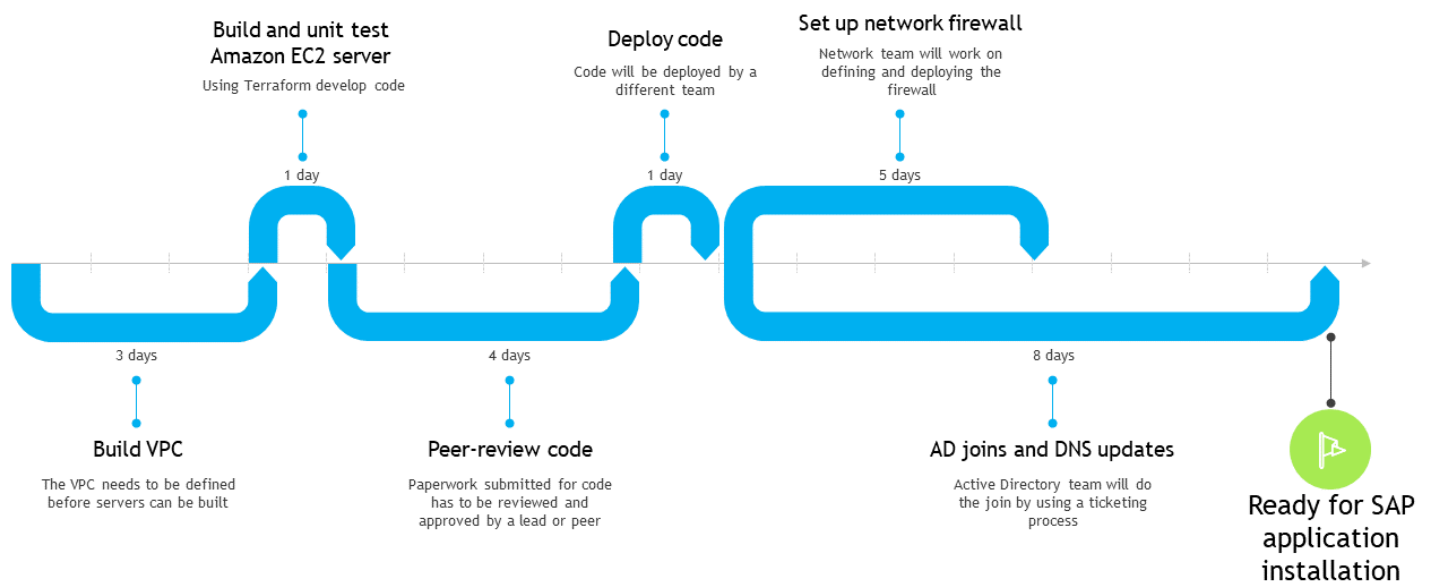 Build and unit test
Amazon EC2 server
Using Terraform develop code
1 day
Deploy code
Code will be deployed by a
different team
1 day
Set up network firewall
Network team will work on
defining and deploying the
firewall
5 days
3 days
Build VPC
The VPC needs to be defined
before servers can be built
4 days
Peer-review code
Paperwork submitted for code
has to be reviewed and
approved by a lead or peer
8 days
AD joins and DNS updates
Active Directory team will do
the join by using a ticketing
process
Ready for SAP
application
installation